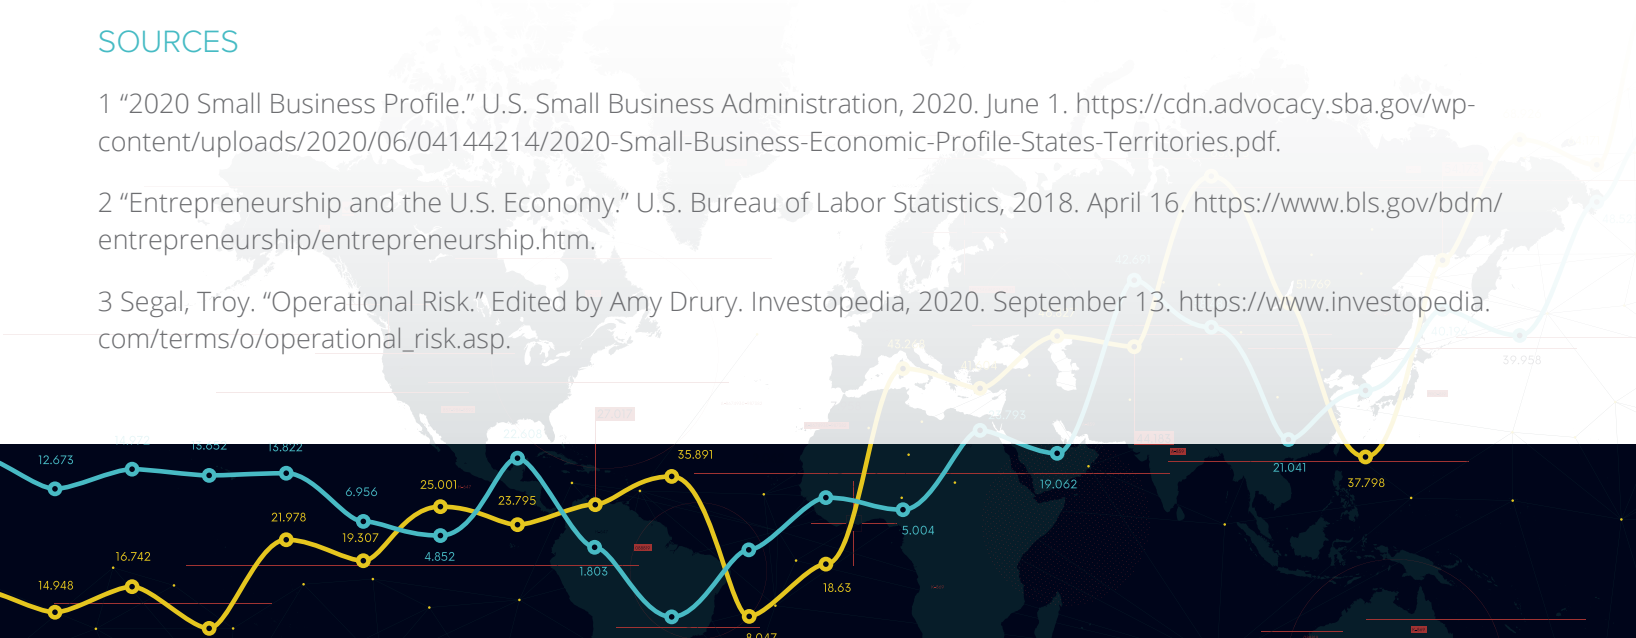 SOURCES
1 “2020 Small Business Profile.” U.S. Small Business Administration, 2020. June 1. https://cdn.advocacy.sba.gov/wp-
content/uploads/2020/06/04144214/2020-Small-Business-Economic-Profile-States-Territories.pdf.
2 “Entrepreneurship and the U.S. Economy.” U.S. Bureau of Labor Statistics, 2018. April 16. https://www.bls.gov/bdm/
entrepreneurship/entrepreneurship.htm.
3 Segal, Troy. “Operational Risk.” Edited by Amy Drury. Investopedia, 2020. September 13. https://www.investopedia.
com/terms/o/operational_risk.asp.
39.958
12.673
13.652
13.822
35.891
6.956
25.001
23.795
21.978
19.307
16.742
4.852
14.948
1.803
18.63
8.047
5.004
19.062
21.041
37.798